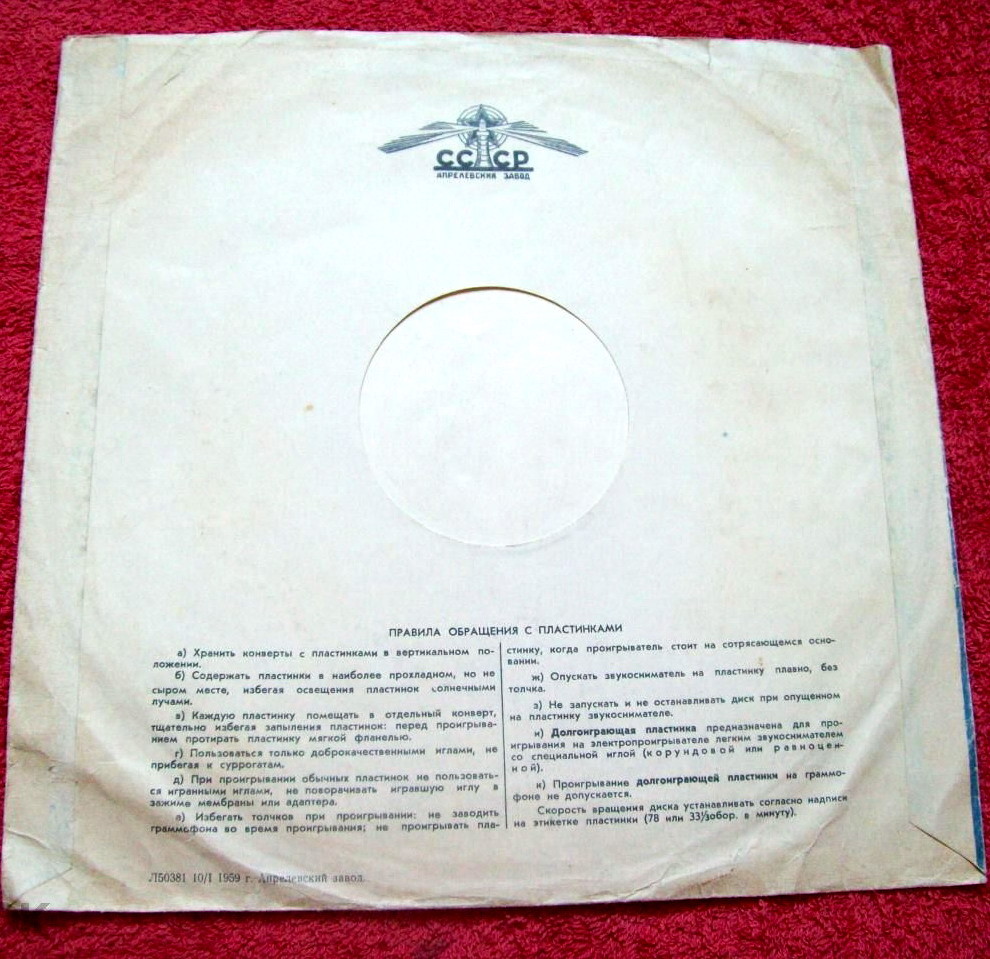 СССР
АПРЕЛЕВСКИЙ ЗАВОД
ПРАВИЛА ОБРАЩЕНИЯ С ПЛАСТИНКАМИ
а) Хранить конверты с пластинками в вертикальном по-
ложении.
б) Содержать пластинки в наиболее прохладном, но не
сыром месте, избегая освещения пластинок солнечными
лучами.
в) Каждую пластинку помещать в отдельный конверт,
тщательно избегая запыления пластинок: перед проигрыва-
нием протирать пластинку мягкой фланелью.
г) Пользоваться только доброкачественными иглами, не
прибегая к суррогатам.
д) При проигрывании обычных пластинок не пользовать-
ся игранными иглами, не поворачивать игравшую иглу в
зажиме мембраны или адаптера.
е) Избегать толчков при проигрывании: не заводить
граммофона во время проигрывания; не проигрывать пла-
стинку, когда проигрыватель стоит на сотрясающемся осно-
вании.
ж) Опускать звукосниматель на пластинку плавно, без
толчка.
з) Не запускать и не останавливать диск при опущенном
на пластинку звукоснимателе.
и) Долгоиграющая пластинка предназначена для про-
игрывания на электропроигрывателе легким звукоснимателем
со специальной иглой (корундовой или равноцен-
ной).
к) Проигрывание долгоиграющей пластинки на граммо-
фоне не допускается.
Скорость вращения диска устанавливать согласно надписи
на этикетке пластинки (78 или 33⅓обор. в минуту).
Л50381 10/I 1959 г. Апрелевский завод.